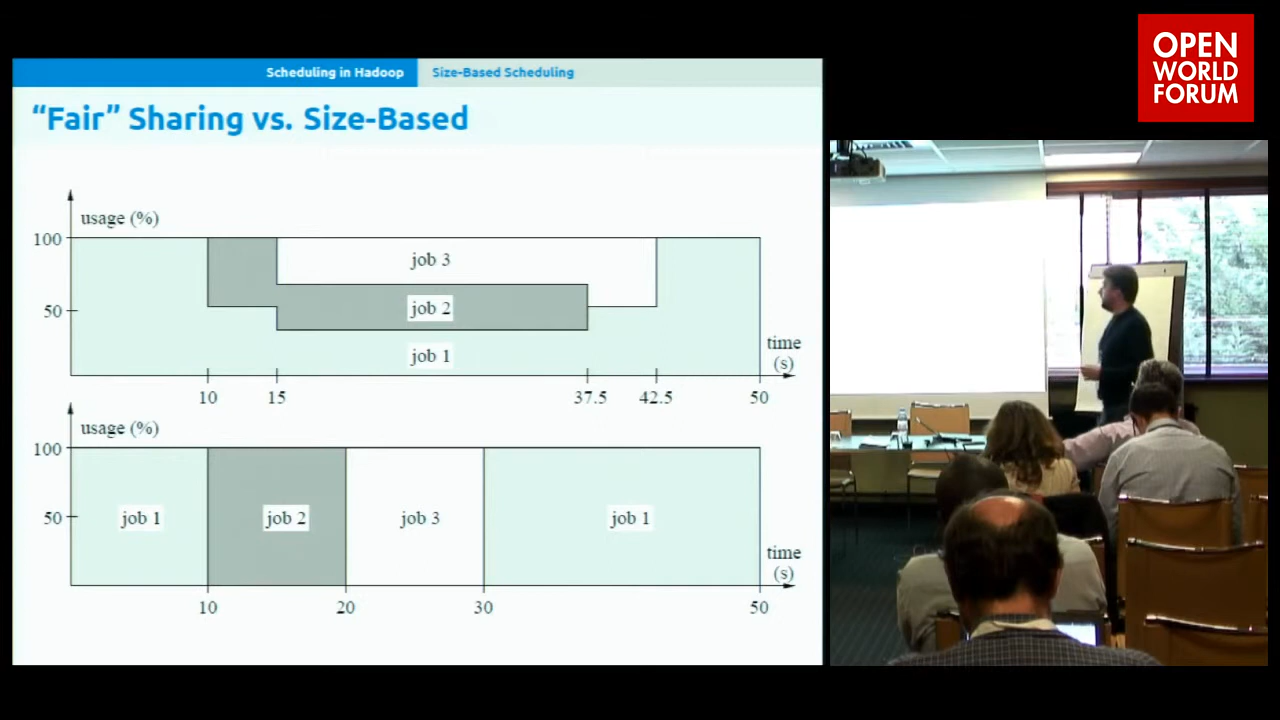 OPEN
WORLD
FORUM
Scheduling in Hadoop
Size-Based Scheduling
“Fair” Sharing vs. Size-Based
usage (%)
100
job 3
50
job 2
job 1
time
(s)
10
15
37.5
42.5
50
usage (%)
100
50
job 1
job 2
job 3
job 1
time
(s)
10
20
30
50